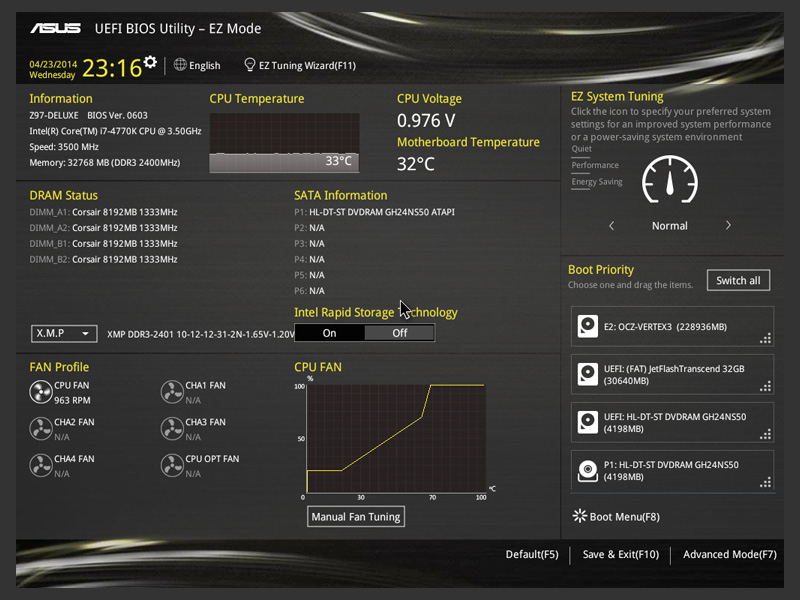 ASUS UEFI BIOS Utility – EZ Mode
04/23/2014
Wednesday
23:16
English
EZ Tuning Wizard(F11)
Information
Z97-DELUXE BIOS Ver. 0603
Intel(R) Core(TM) i7-4770K CPU @ 3.50GHz
Speed: 3500 MHz
Memory: 32768 MB (DDR3 2400MHz)
CPU Temperature
33°C
CPU Voltage
0.976 V
Motherboard Temperature
32°C
EZ System Tuning
Click the icon to specify your preferred system
settings for an improved system performance
or a power-saving system environment
Quiet
Performance
Energy Saving
Normal
DRAM Status
DIMM_A1: Corsair 8192MB 1333MHz
DIMM_A2: Corsair 8192MB 1333MHz
DIMM_B1: Corsair 8192MB 1333MHz
DIMM_B2: Corsair 8192MB 1333MHz
X.M.P
XMP DDR3-2401 10-12-12-31-2N-1.65V-1.20V
SATA Information
P1: HL-DT-ST DVDRAM GH24NS50 ATAPI
P2: N/A
P3: N/A
P4: N/A
P5: N/A
P6: N/A
Intel Rapid Storage Technology
On Off
Boot Priority
Choose one and drag the items.
Switch all
E2: OCZ-VERTEX3 (228936MB)
UEFI: (FAT) JetFlashTranscend 32GB
(30640MB)
UEFI: HL-DT-ST DVDRAM GH24NS50
(4198MB)
P1: HL-DT-ST DVDRAM GH24NS50
(4198MB)
Boot Menu(F8)
FAN Profile
CPU FAN
963 RPM
CHA1 FAN
N/A
CHA2 FAN
N/A
CHA3 FAN
N/A
CHA4 FAN
N/A
CPU OPT FAN
N/A
CPU FAN
%
100
50
0 30 70 100
°C
Manual Fan Tuning
Default(F5)
Save & Exit(F10)
Advanced Mode(F7)